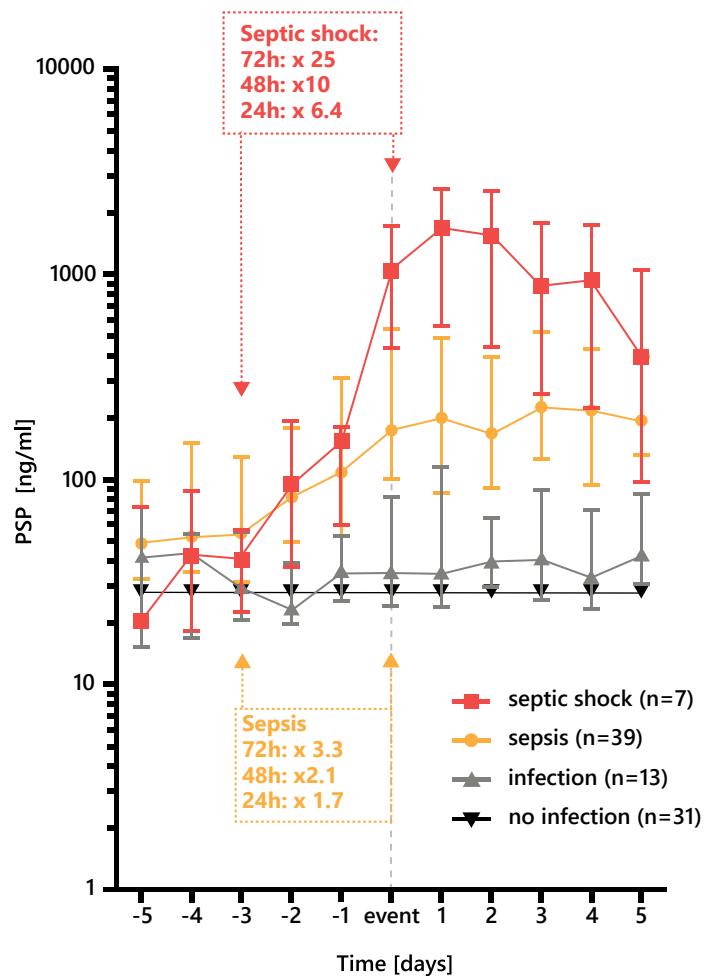 Septic shock:
72h: x 25
48h: x10
24h: x 6.4
10000
1000
100
10
1
PSP [ng/ml]
Sepsis
72h: x 3.3
48h: x2.1
24h: x 1.7
septic shock (n=7)
sepsis (n=39)
infection (n=13)
no infection (n=31)
-5 -4 -3 -2 -1 event 1 2 3 4 5
Time [days]